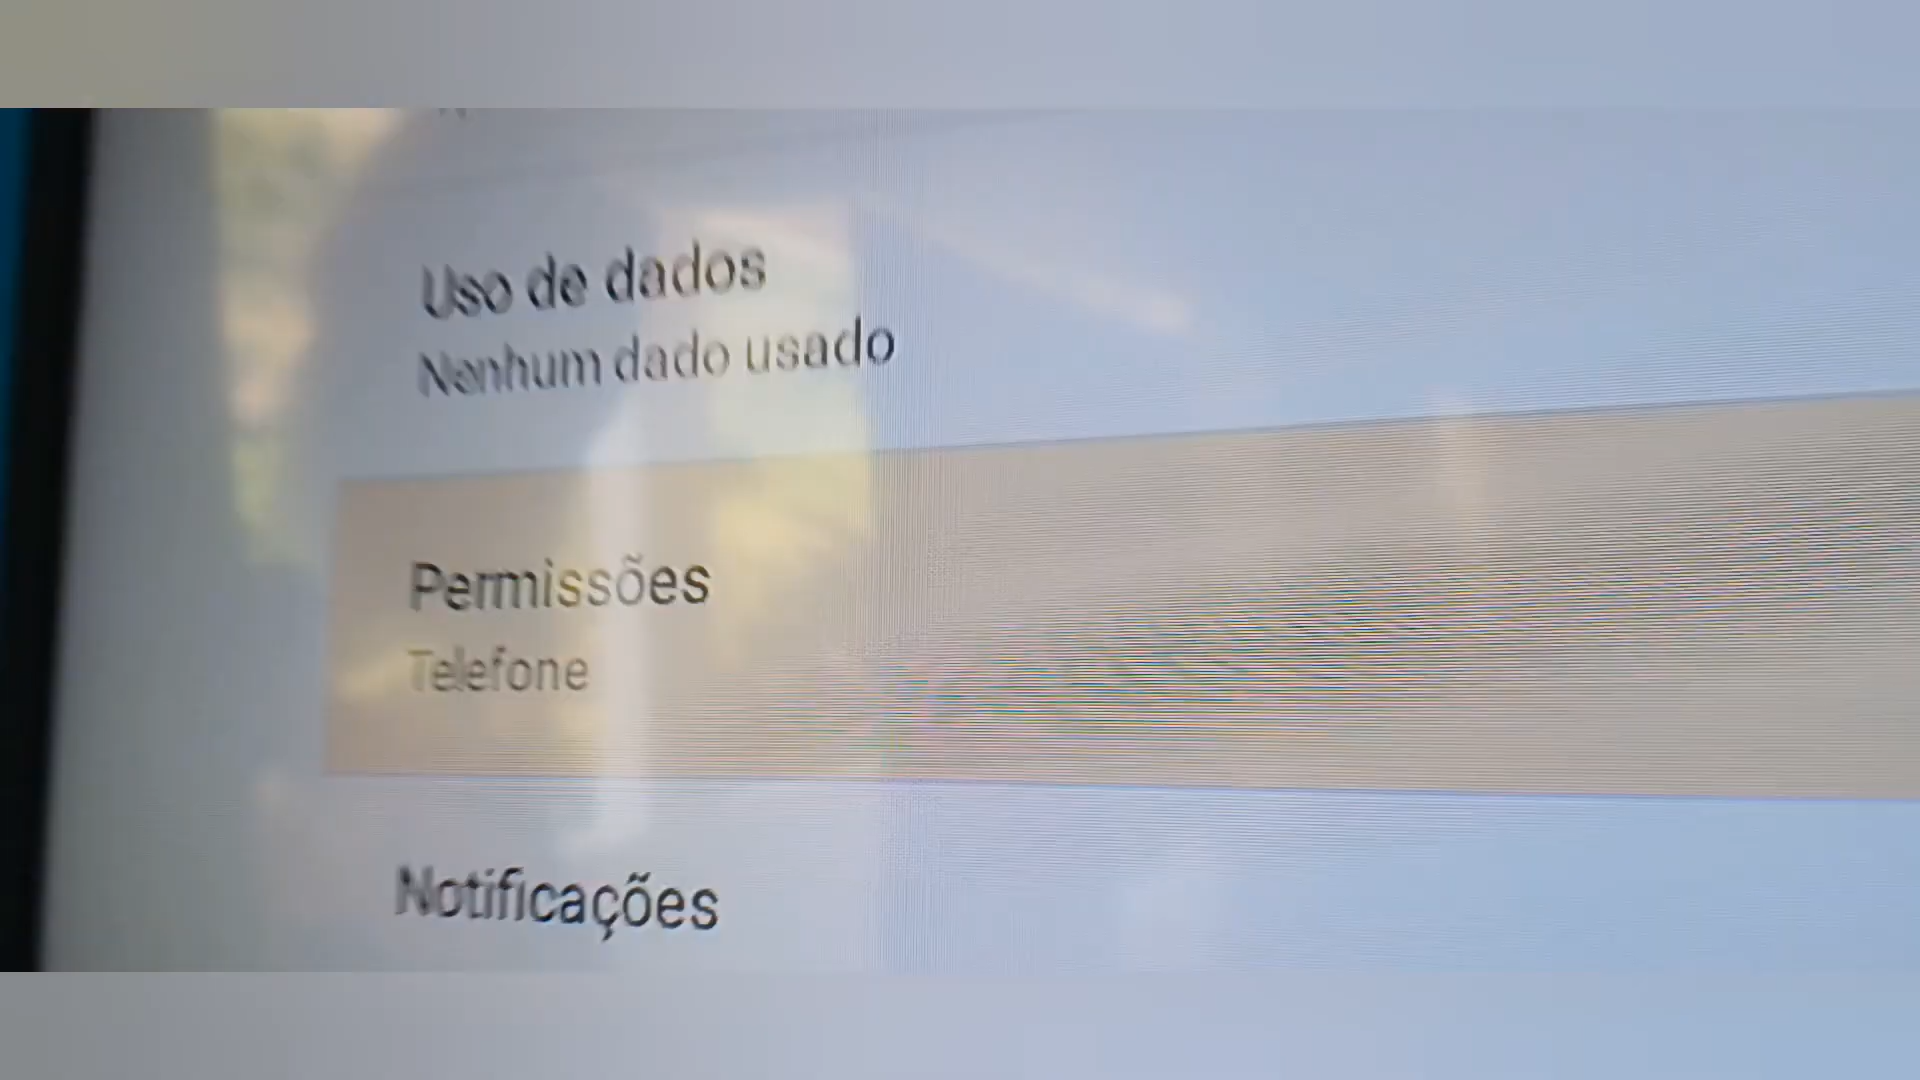 Uso de dados
Nenhum dado usado
Permissões
Telefone
Notificações